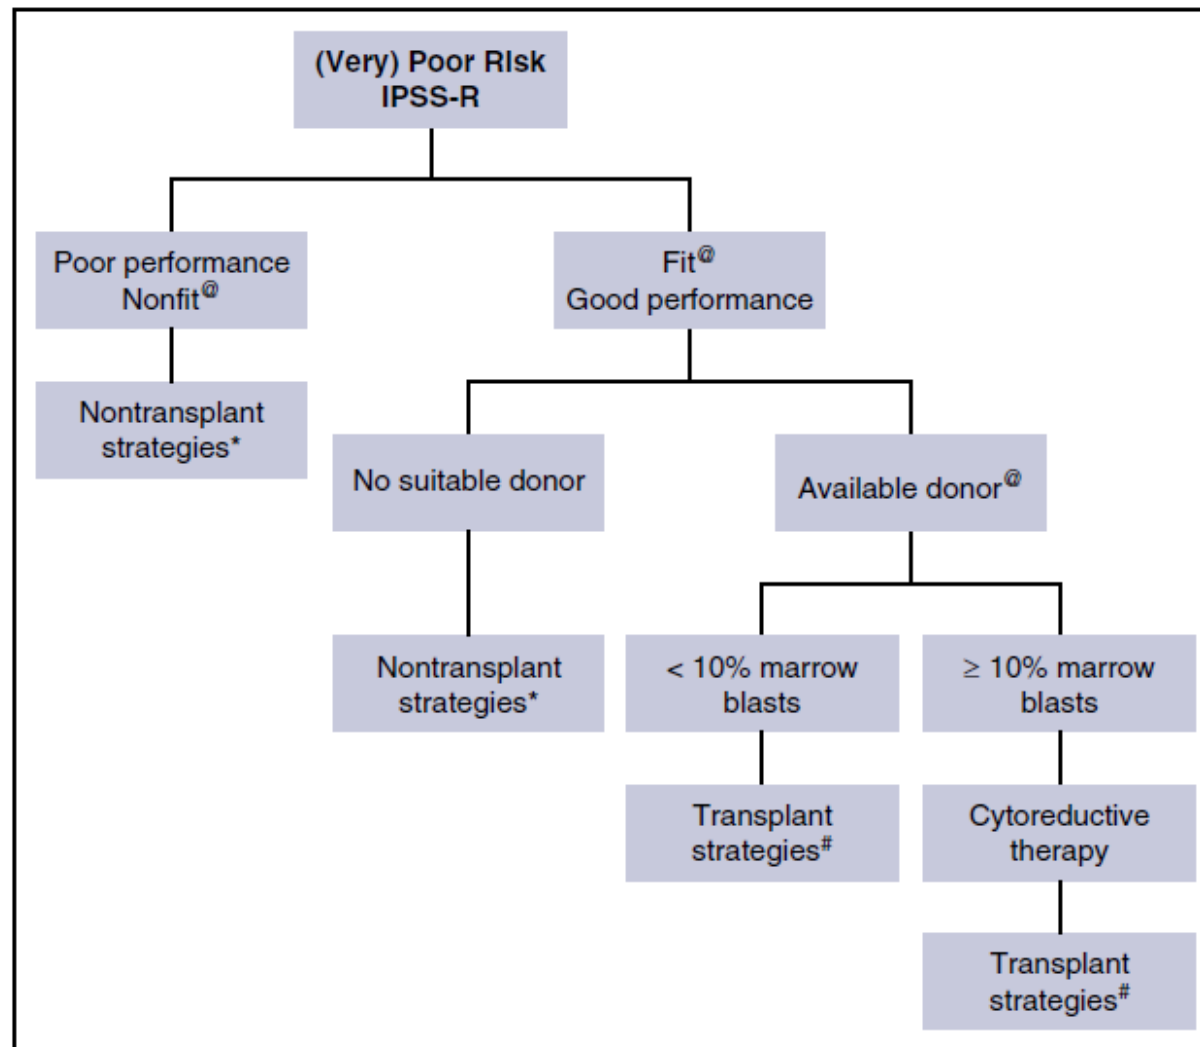 (Very) Poor RIsk
IPSS-R
Poor performance
Nonfit@
Fit@
Good performance
Nontransplant
strategies*
No suitable donor
Available donor@
Nontransplant
strategies*
< 10% marrow
blasts
≥ 10% marrow
blasts
Transplant
strategies#
Cytoreductive
therapy
Transplant
strategies#